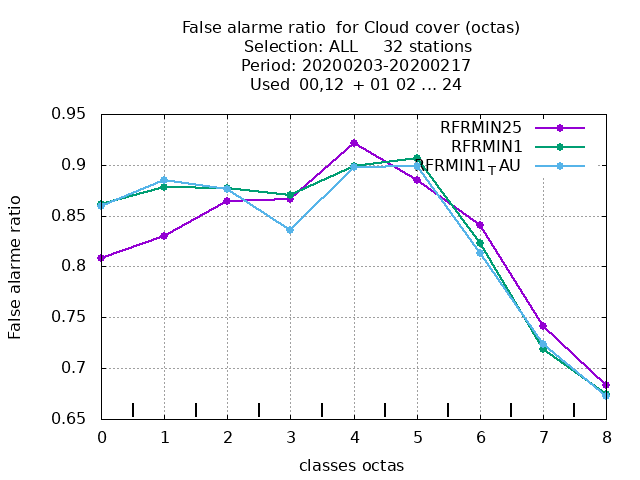 False alarme ratio  for Cloud cover (octas)
Selection: ALL     32 stations
Period: 20200203-20200217
Used  00,12  + 01 02 ... 24
RFRMIN25
RFRMIN1
RFRMIN1TAU
False alarme ratio
0.95
0.9
0.85
0.8
0.75
0.7
0.65
0 1 2 3 4 5 6 7 8
classes octas